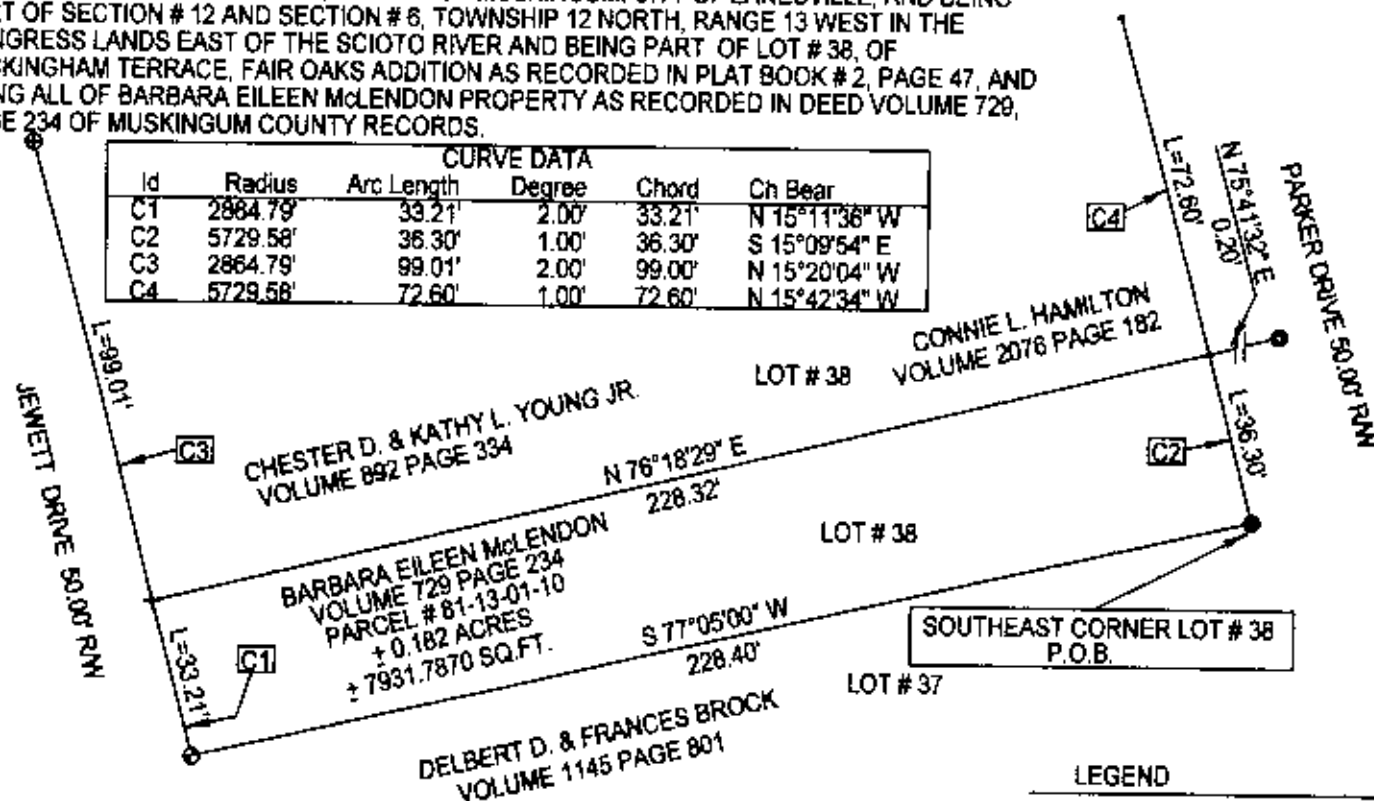 T OF SECTION # 12 AND SECTION # 6, TOWNSHIP 12 NORTH, RANGE 13 WEST IN THE
NGRESS LANDS EAST OF THE SCIOTO RIVER AND BEING PART OF LOT # 38, OF
CKINGHAM TERRACE, FAIR OAKS ADDITION AS RECORDED IN PLAT BOOK # 2, PAGE 47, AND
NG ALL OF BARBARA EILEEN McLENDON PROPERTY AS RECORDED IN DEED VOLUME 729,
E 234 OF MUSKINGUM COUNTY RECORDS.
CURVE DATA
Id Radius Arc Length Degree Chord Ch Bear
C1 2864.79' 33.21' 2.00' 33.21' N 15°11'36" W
C2 5729.58' 36.30' 1.00' 36.30' S 15°09'54" E
C3 2864.79' 99.01' 2.00' 99.00' N 15°20'04" W
C4 5729.58' 72.60' 1.00' 72.60' N 15°42'34" W
L=72.60'
N 75°41'32" E
0.20'
PARKER DRIVE 50.00' R/W
C4
L=99.01'
JEWETT DRIVE 50.00' R/W
C3
CHESTER D. & KATHY L. YOUNG JR.
VOLUME 892 PAGE 334
LOT # 38
CONNIE L. HAMILTON
VOLUME 2076 PAGE 182
N 76°18'29" E
228.32'
L=36.30'
C2
LOT # 38
BARBARA EILEEN McLENDON
VOLUME 729 PAGE 234
PARCEL # 81-13-01-10
± 0.182 ACRES
± 7931.7870 SQ.FT.
L=33.21'
C1
S 77°05'00" W
228.40'
SOUTHEAST CORNER LOT # 38
P.O.B.
LOT # 37
DELBERT D. & FRANCES BROCK
VOLUME 1145 PAGE 801
LEGEND